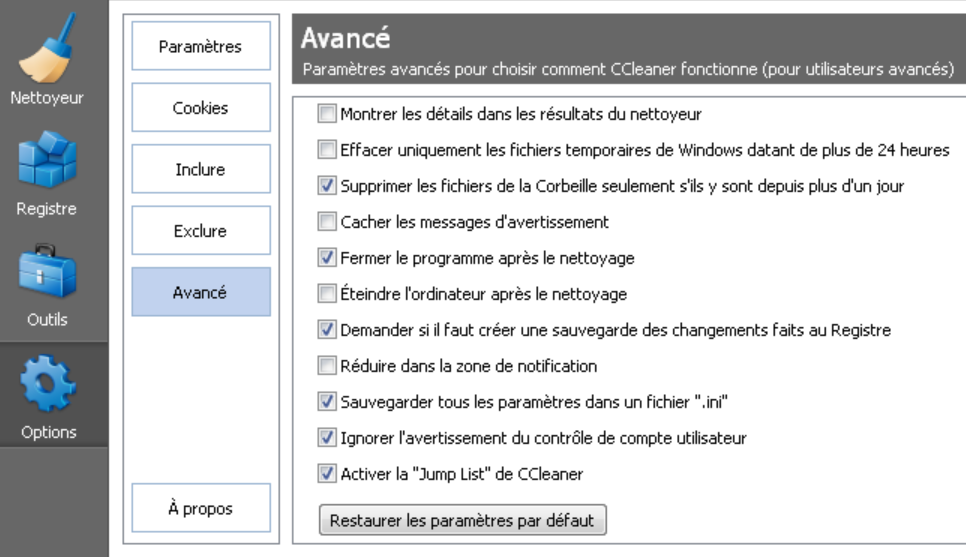 Nettoyeur
Registre
Outils
Options
Paramètres
Cookies
Inclure
Exclure
Avancé
À propos
Avancé
Paramètres avancés pour choisir comment CCleaner fonctionne (pour utilisateurs avancés)
Montrer les détails dans les résultats du nettoyeur
Effacer uniquement les fichiers temporaires de Windows datant de plus de 24 heures
Supprimer les fichiers de la Corbeille seulement s'ils y sont depuis plus d'un jour
Cacher les messages d'avertissement
Fermer le programme après le nettoyage
Éteindre l'ordinateur après le nettoyage
Demander si il faut créer une sauvegarde des changements faits au Registre
Réduire dans la zone de notification
Sauvegarder tous les paramètres dans un fichier ".ini"
Ignorer l'avertissement du contrôle de compte utilisateur
Activer la "Jump List" de CCleaner
Restaurer les paramètres par défaut